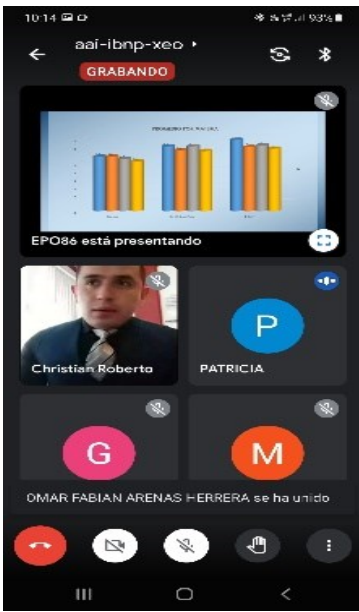 10:14
93%
aai-ibnp-xeo
GRABANDO
EPO86 está presentando
Christian Roberto
P
PATRICIA
G
M
OMAR FABIAN ARENAS HERRERA se ha unido